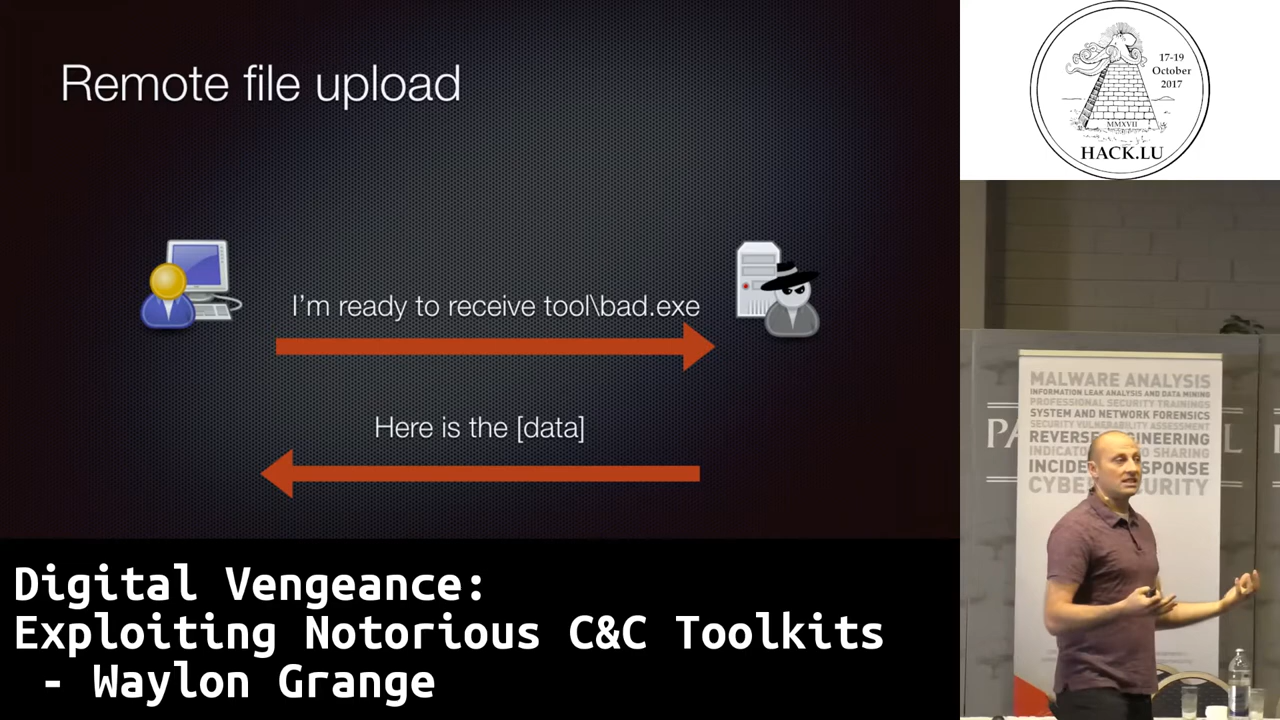 Remote file upload
I'm ready to receive tool\bad.exe
Here is the [data]
17-19
October
2017
MMXVII
HACK.LU
MALWARE ANALYSIS
INFORMATION LEAK ANALYSIS AND DATA MINING
PROFESSIONAL SECURITY TRAININGS
SYSTEM AND NETWORK FORENSICS
SECURITY VULNERABILITY ASSESSMENT
REVERSE ENGINEERING
SHARING
RESPONSE
Digital Vengeance:
Exploiting Notorious C&C Toolkits
- Waylon Grange